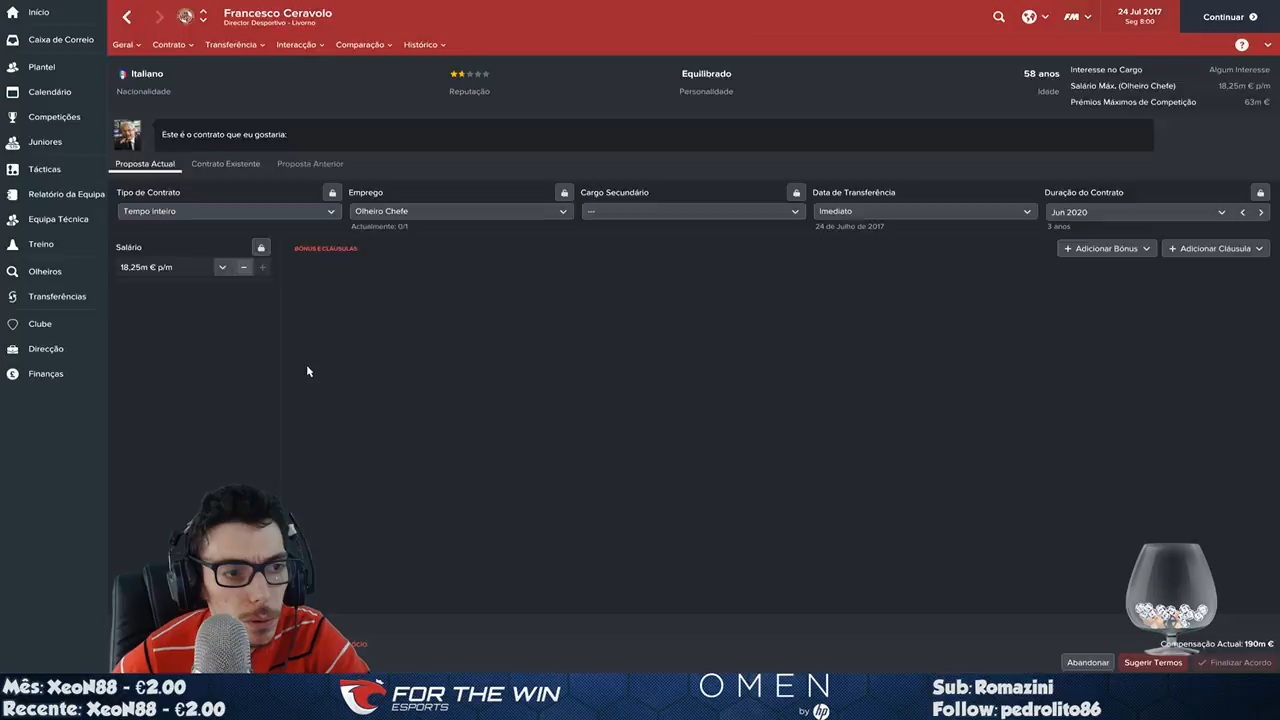 Início
Caixa de Correio
Plantel
Calendário
Competições
Juniores
Tácticas
Relatório da Equipa
Equipa Técnica
Treino
Olheiros
Transferências
Clube
Direcção
Finanças
Francesco Ceravolo
Director Desportivo - Livorno
FM
24 Jul 2017
Seg 8:00
Continuar
Geral
Contrato
Transferência
Interacção
Comparação
Histórico
?
Italiano
Nacionalidade
Reputação
Equilibrado
Personalidade
58 anos
Idade
Interesse no Cargo Algum Interesse
Salário Máx. (Olheiro Chefe) 18,25m € p/m
Prémios Máximos de Competição 63m €
Este é o contrato que eu gostaria:
Proposta Actual
Contrato Existente
Proposta Anterior
Tipo de Contrato
Tempo inteiro
Emprego
Olheiro Chefe
Actualmente: 0/1
Cargo Secundário
---
Data de Transferência
Imediato
24 de Julho de 2017
Duração do Contrato
Jun 2020
3 anos
Salário
18,25m € p/m
BÓNUS E CLÁUSULAS
+ Adicionar Bónus
+ Adicionar Cláusula
ócio
Compensação Actual: 190m €
Abandonar
Sugerir Termos
Finalizar Acordo
Mês: XeoN88 - €2.00
Recente: XeoN88 - €2.00
FOR THE WIN
ESPORTS
OMEN
by hp
Sub: Romazini
Follow: pedrolito86